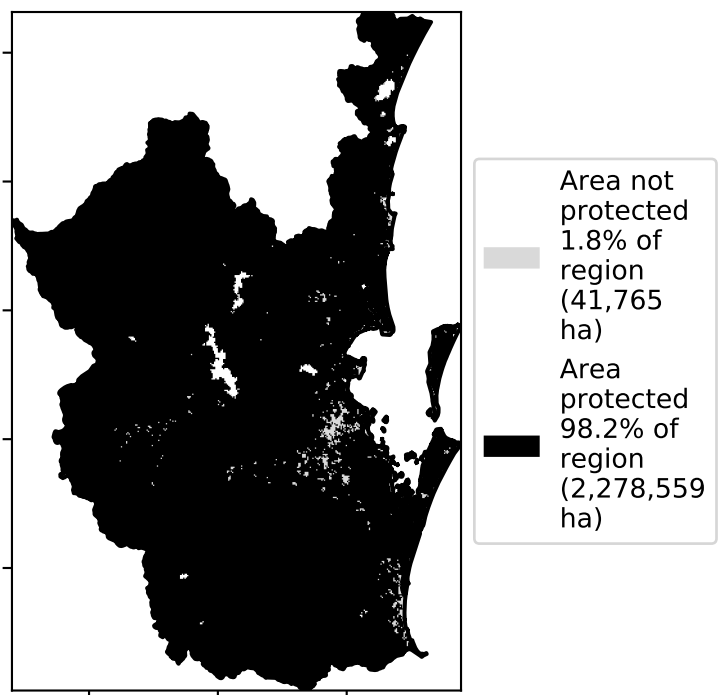 Area not
protected
1.8% of
region
(41,765
ha)
Area
protected
98.2% of
region
(2,278,559
ha)